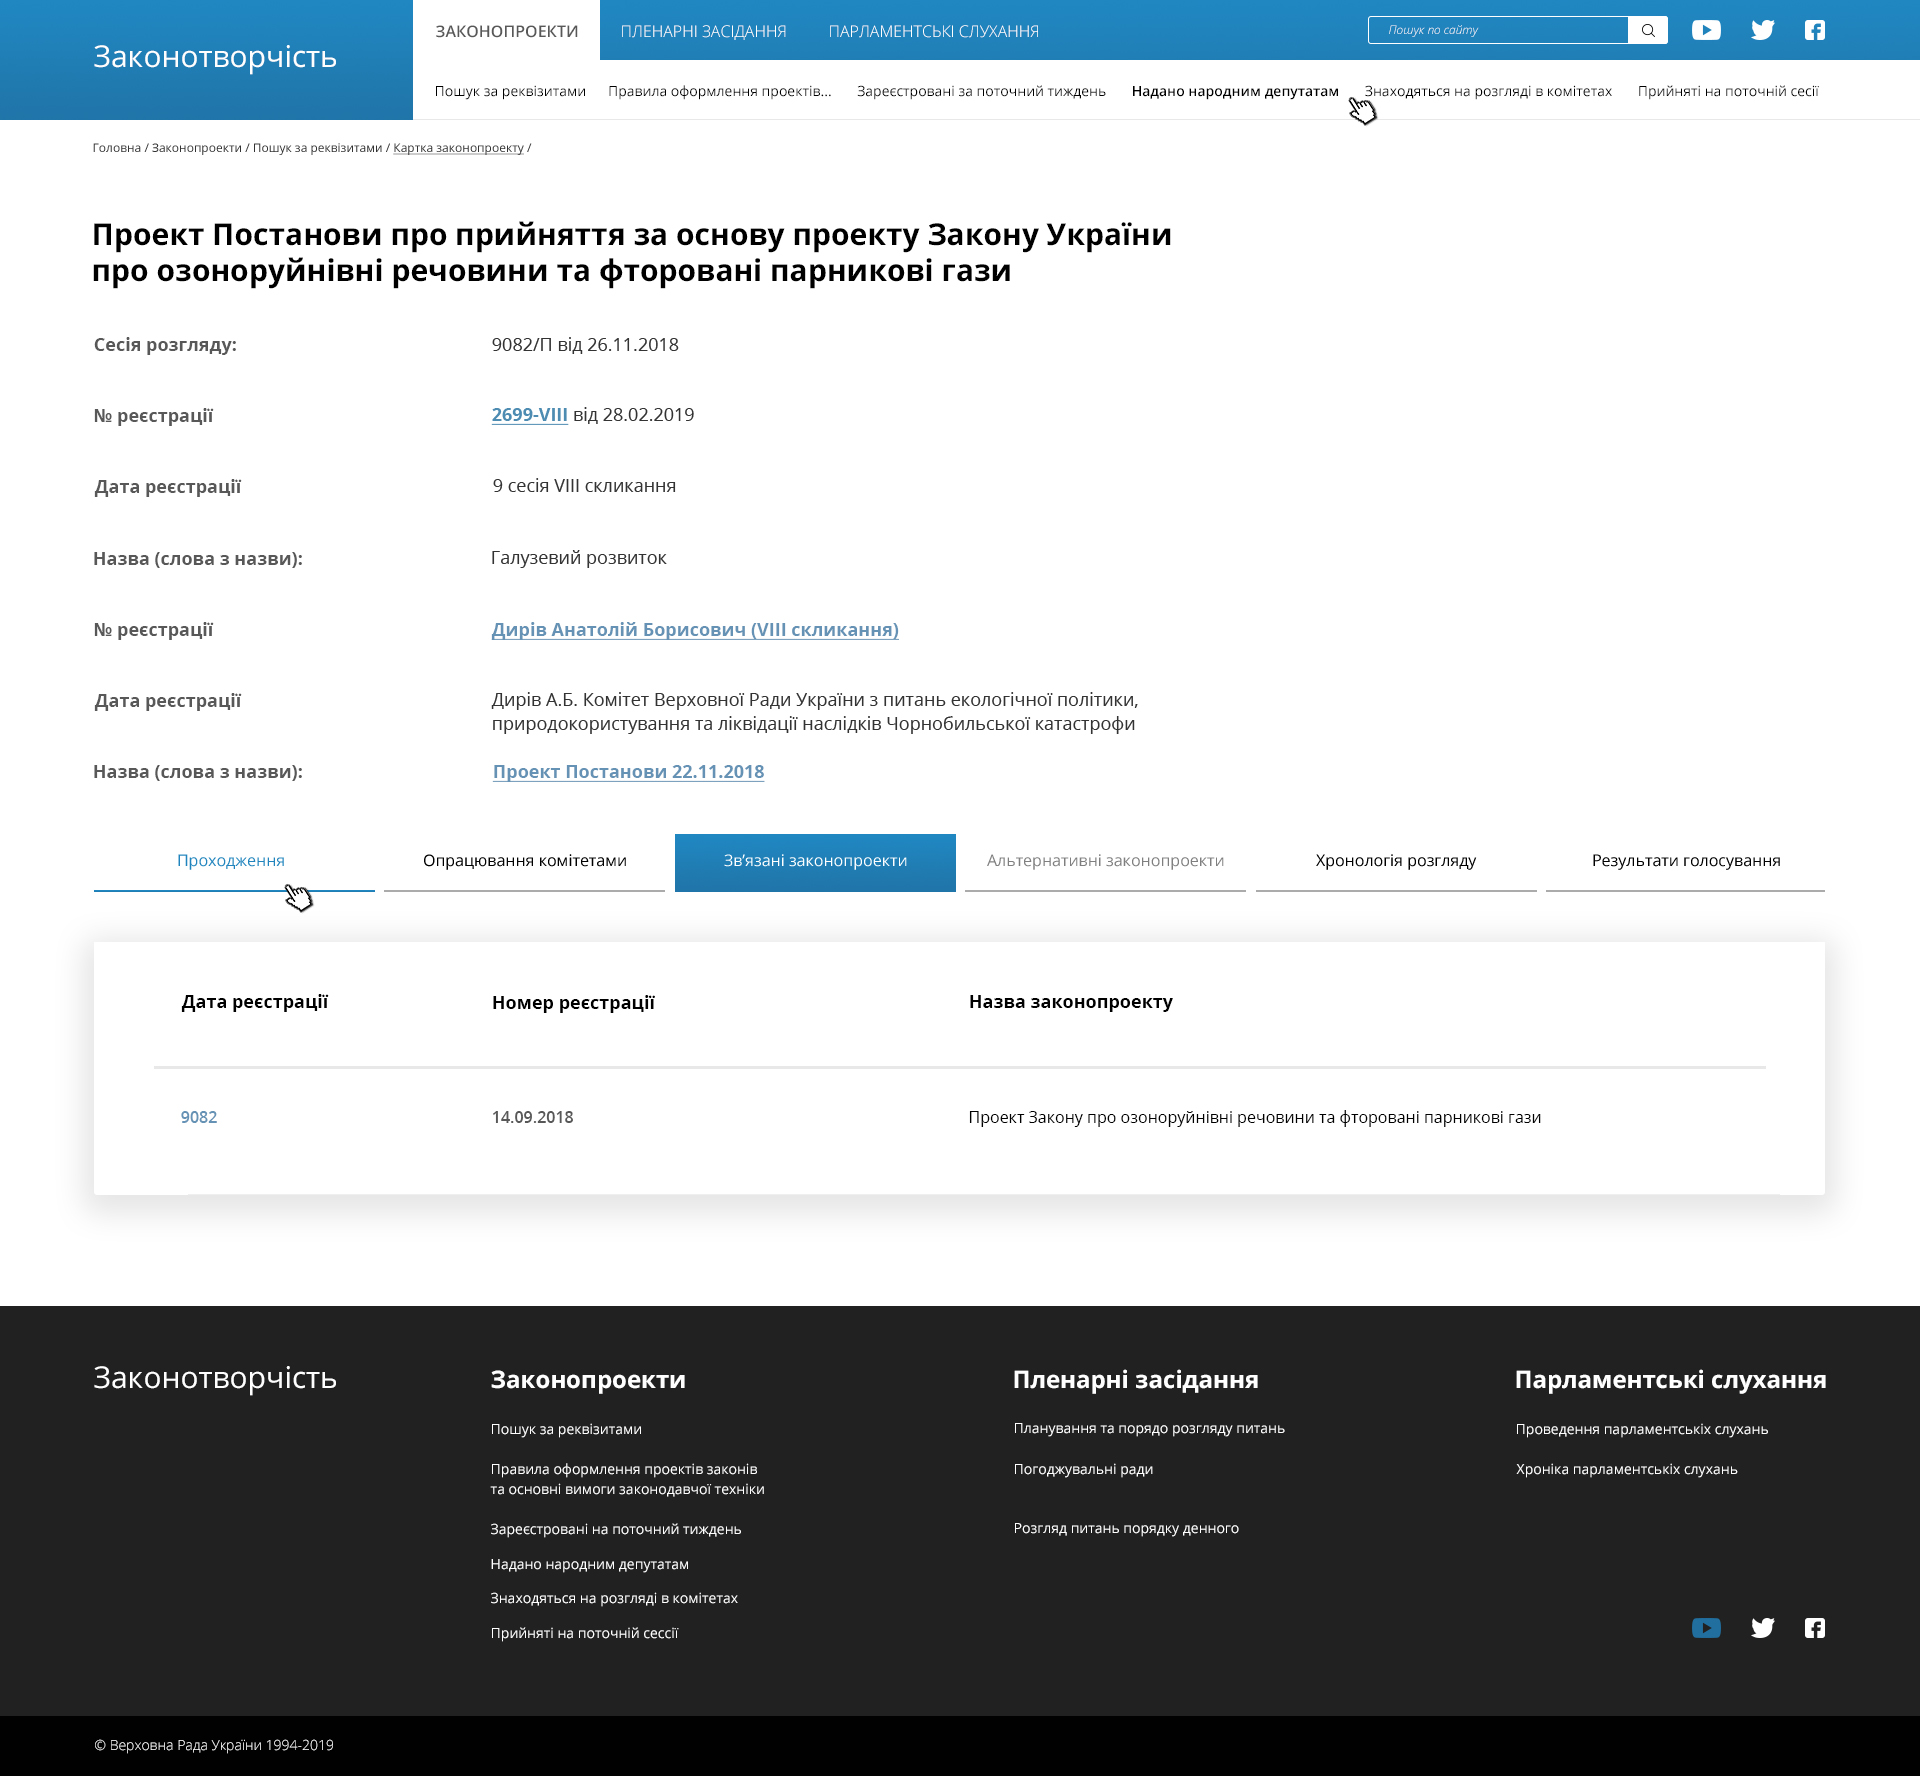 Законотворчість
ЗАКОНОПРОЕКТИ
ПЛЕНАРНІ ЗАСІДАННЯ
ПАРЛАМЕНТСЬКІ СЛУХАННЯ
Пошук по сайту
Пошук за реквізитами
Правила оформлення проектів...
Зареєстровані за поточний тиждень
Надано народним депутатам
Знаходяться на розгляді в комітетах
Прийняті на поточній сесії
Головна / Законопроекти / Пошук за реквізитами / Картка законопроекту /
Проект Постанови про прийняття за основу проекту Закону України
про озоноруйнівні речовини та фторовані парникові гази
Сесія розгляду:
9082/П від 26.11.2018
№ реєстрації
2699-VIII від 28.02.2019
Дата реєстрації
9 сесія VIII скликання
Назва (слова з назви):
Галузевий розвиток
№ реєстрації
Дирів Анатолій Борисович (VIII скликання)
Дата реєстрації
Дирів А.Б. Комітет Верховної Ради України з питань екологічної політики,
природокористування та ліквідації наслідків Чорнобильської катастрофи
Назва (слова з назви):
Проект Постанови 22.11.2018
Проходження
Опрацювання комітетами
Зв’язані законопроекти
Альтернативні законопроекти
Хронологія розгляду
Результати голосування
Дата реєстрації
Номер реєстрації
Назва законопроекту
9082
14.09.2018
Проект Закону про озоноруйнівні речовини та фторовані парникові гази
Законотворчість
Законопроекти
Пошук за реквізитами
Правила оформлення проектів законів
та основні вимоги законодавчої техніки
Зареєстровані на поточний тиждень
Надано народним депутатам
Знаходяться на розгляді в комітетах
Прийняті на поточній сессії
Пленарні засідання
Планування та порядо розгляду питань
Погоджувальні ради
Розгляд питань порядку денного
Парламентські слухання
Проведення парламентських слухань
Хроніка парламентськіх слухань
© Верховна Рада України 1994-2019